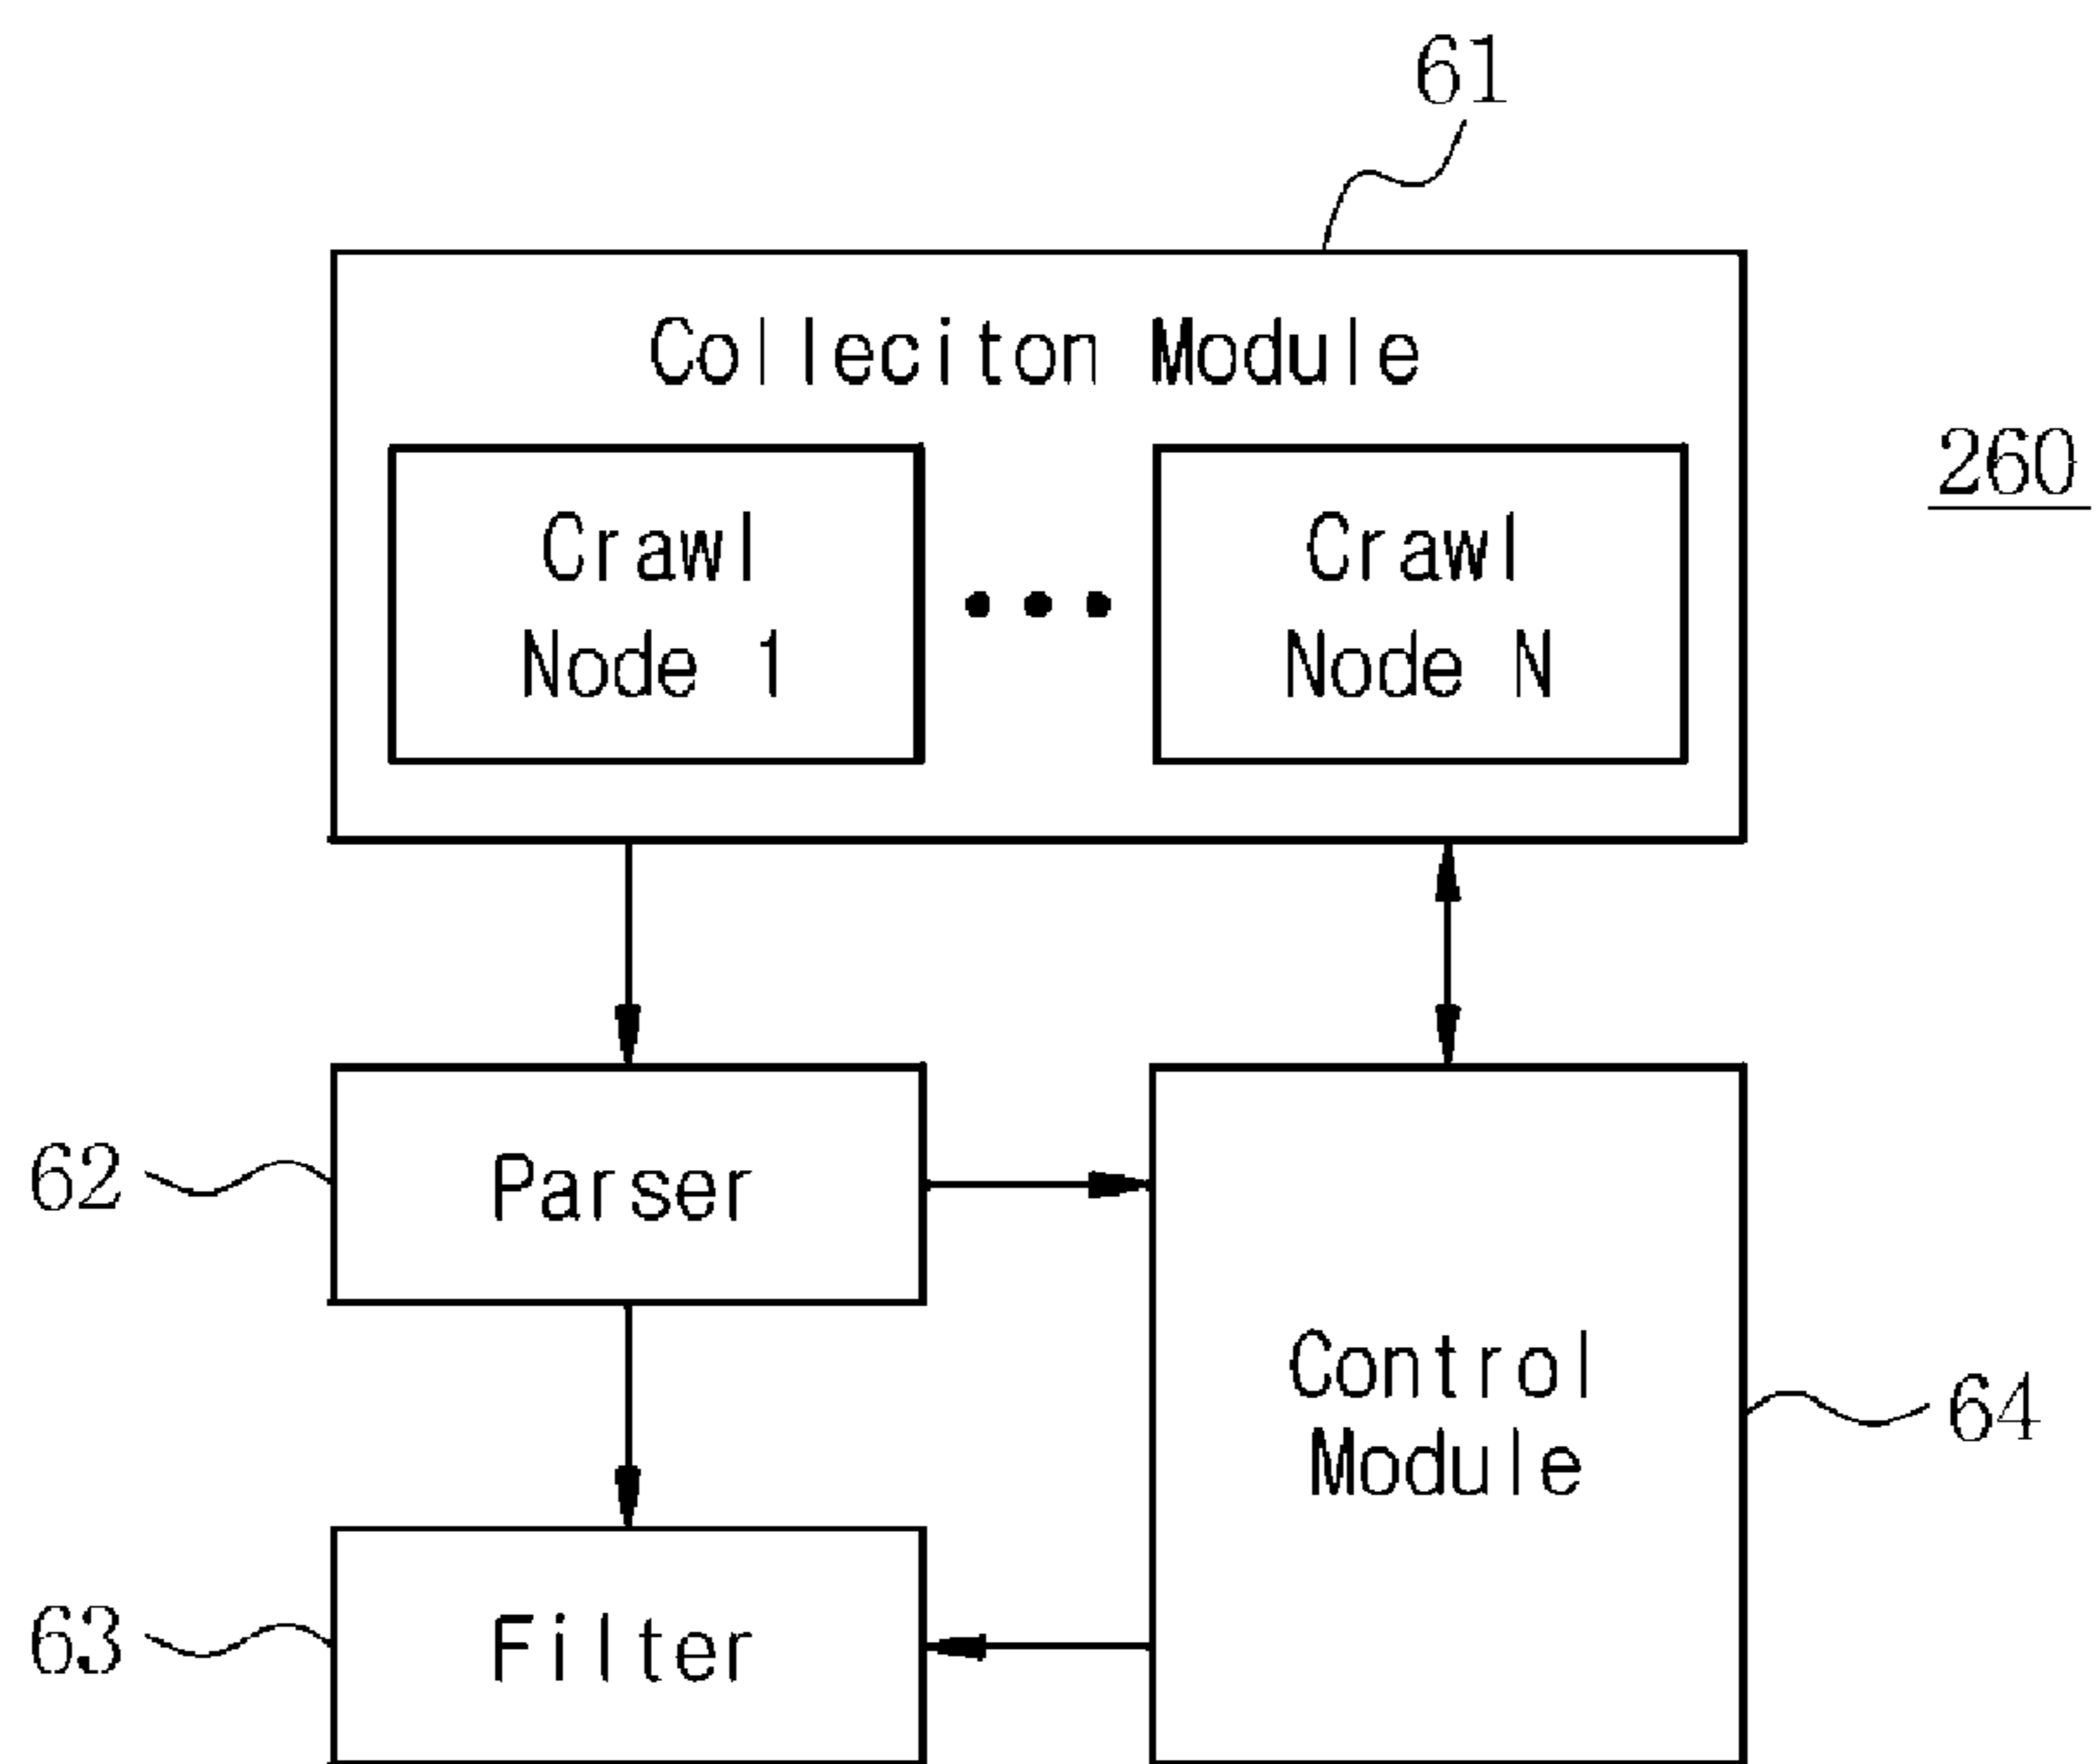 61
Colleciton Module
260
Crawl
Node 1
Crawl
Node N
62
Parser
Control
Module
64
63
Filter